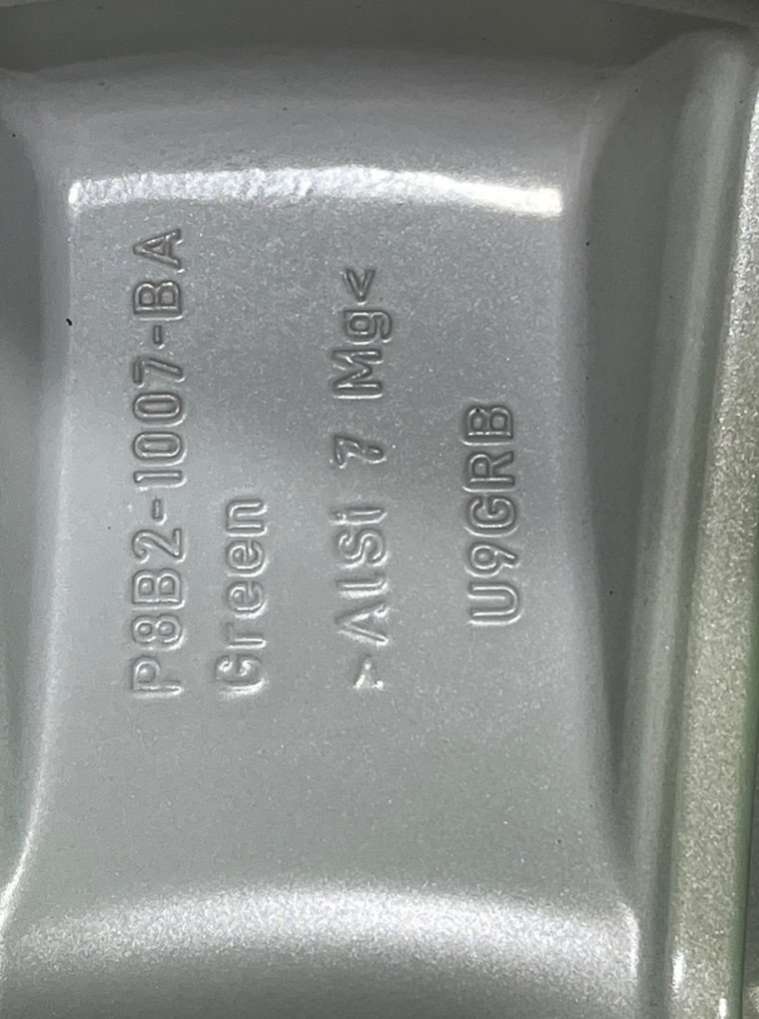 P8B2-1007-BA
Green
>AlSi 7 Mg<
U9GRB